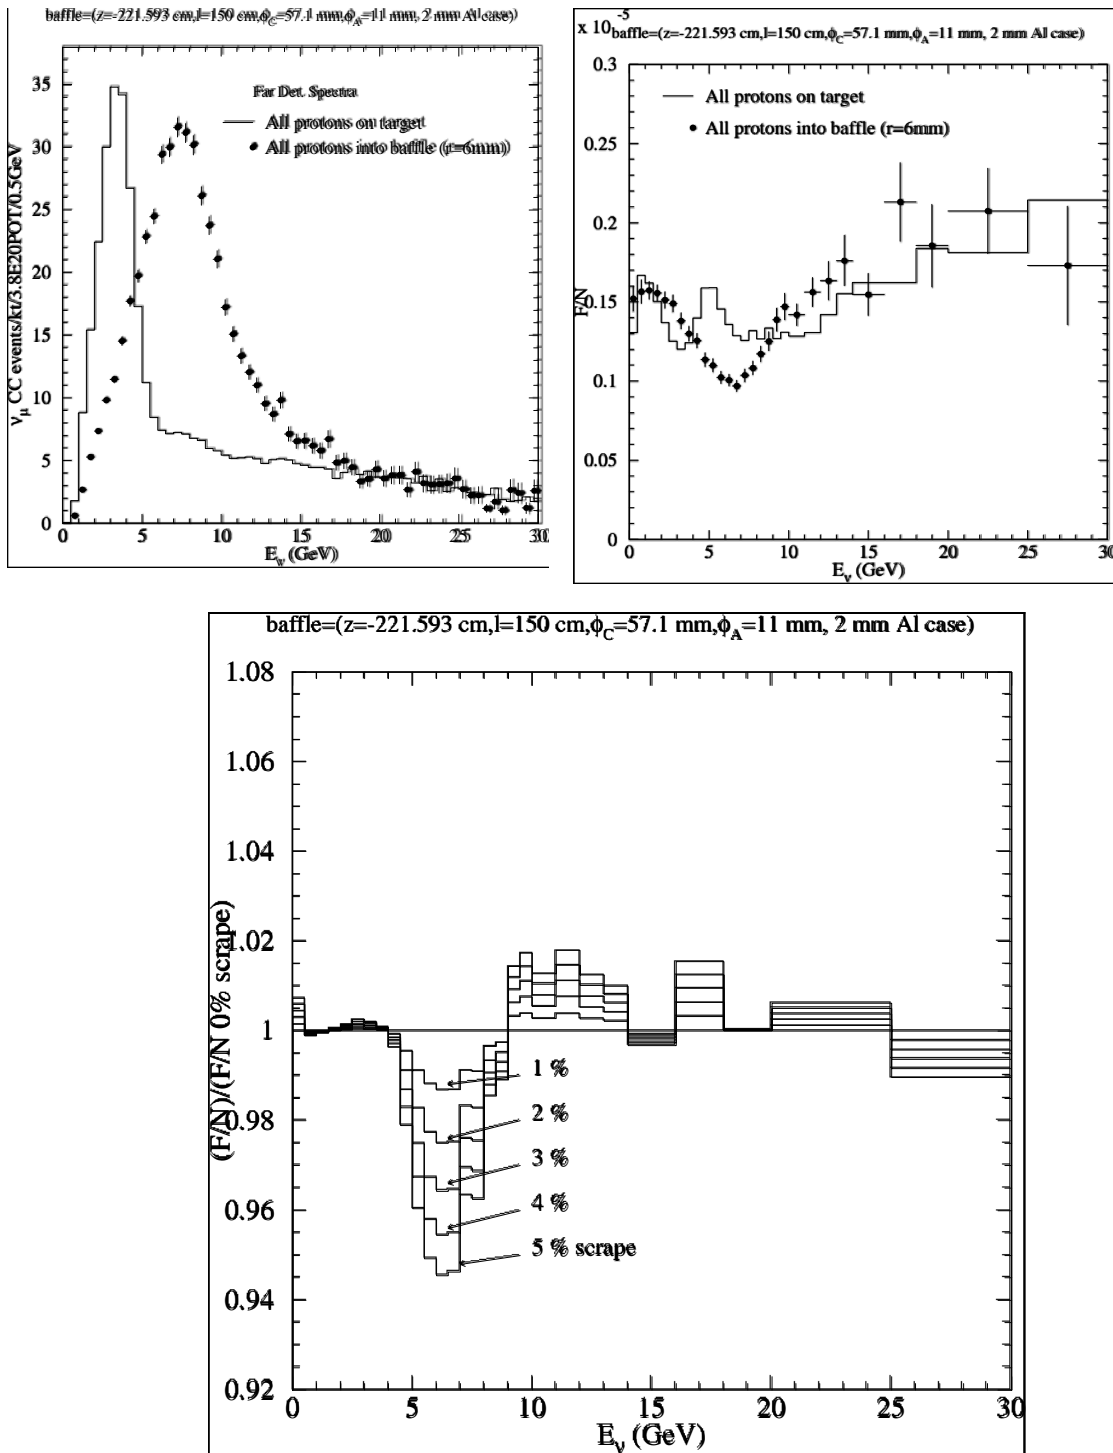 baffle=(z=-221.593 cm,l=150 cm,ϕC=57.1 mm,ϕA=11 mm, 2 mm Al case)
35
30
25
20
15
10
5
0
Far Det. Spectra
All protons on target
All protons into baffle (r=6mm)
νμ CC events/kt/3.8E20POT/0.5GeV
0 5 10 15 20 25 30
(GeV)
x 10^-5
baffle=(z=-221.593 cm,l=150 cm,ϕC=57.1 mm,ϕA=11 mm, 2 mm Al case)
0.3
0.25
0.2
0.15
0.1
0.05
0
All protons on target
All protons into baffle (r=6mm)
F/N
0 5 10 15 20 25 30
Eν (GeV)
baffle=(z=-221.593 cm,l=150 cm,ϕC=57.1 mm,ϕA=11 mm, 2 mm Al case)
1.08
1.06
1.04
1.02
1
0.98
0.96
0.94
0.92
(F/N)/(F/N 0% scrape)
1 %
2 %
3 %
4 %
5 % scrape
0 5 10 15 20 25 30
Eν (GeV)